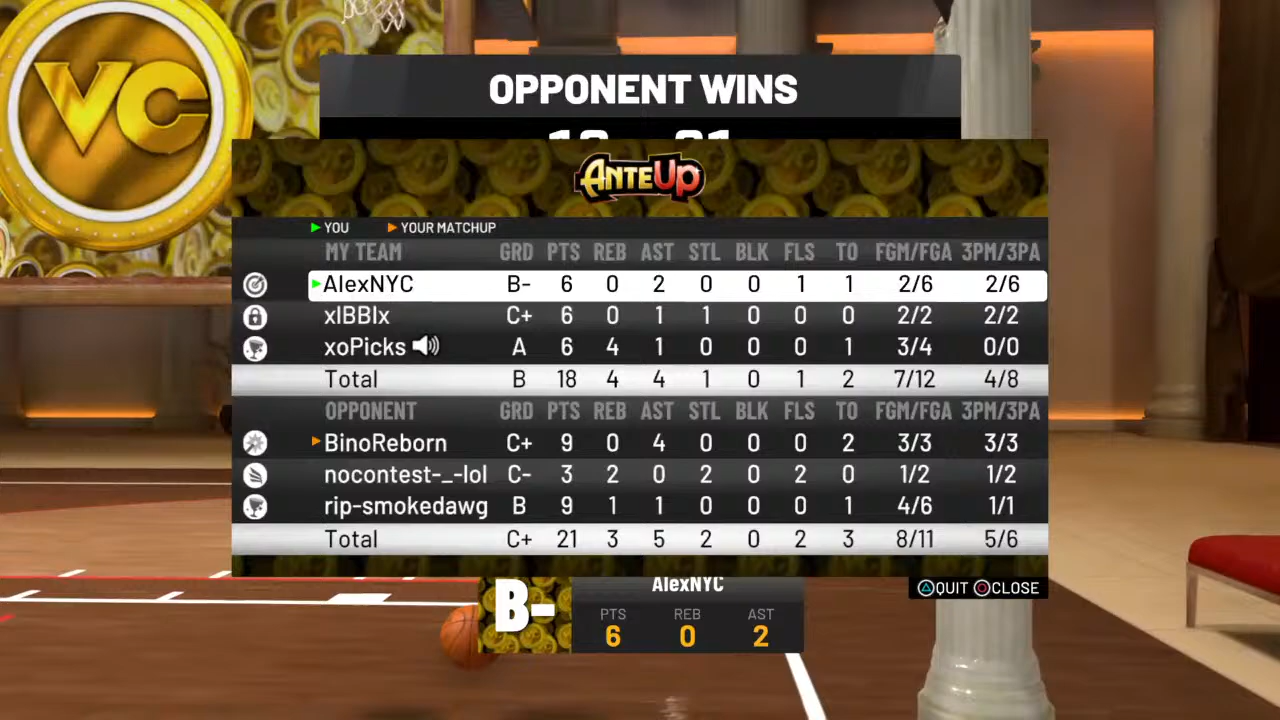 VC
OPPONENT WINS
ANTEUP
YOU YOUR MATCHUP
MY TEAM GRD PTS REB AST STL BLK FLS TO FGM/FGA 3PM/3PA
AlexNYC B- 6 0 2 0 0 1 1 2/6 2/6
xIBBIx C+ 6 0 1 1 0 0 0 2/2 2/2
xoPicks A 6 4 1 0 0 0 1 3/4 0/0
Total B 18 4 4 1 0 1 2 7/12 4/8
OPPONENT GRD PTS REB AST STL BLK FLS TO FGM/FGA 3PM/3PA
BinoReborn C+ 9 0 4 0 0 0 2 3/3 3/3
nocontest-_-lol C- 3 2 0 2 0 2 0 1/2 1/2
rip-smokedawg B 9 1 1 0 0 0 1 4/6 1/1
Total C+ 21 3 5 2 0 2 3 8/11 5/6
QUIT CLOSE
B-
AlexNYC
PTS REB AST
6 0 2